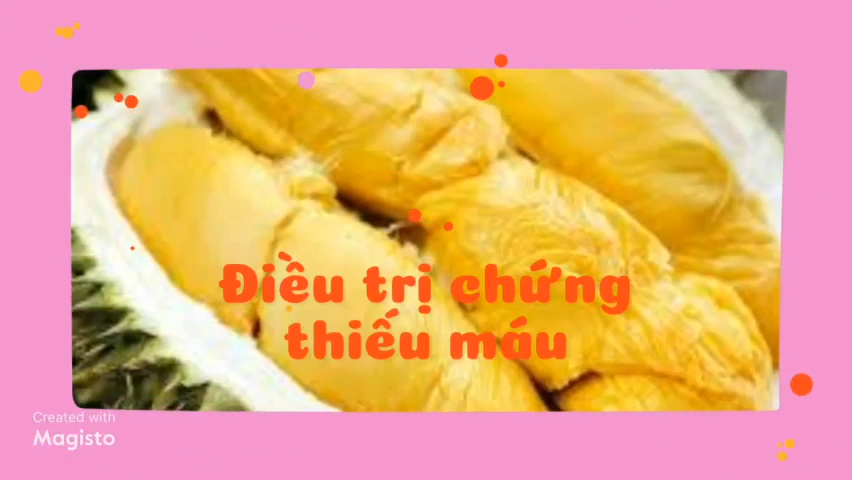 Điều trị chứng
thiếu máu
Created with
Magisto